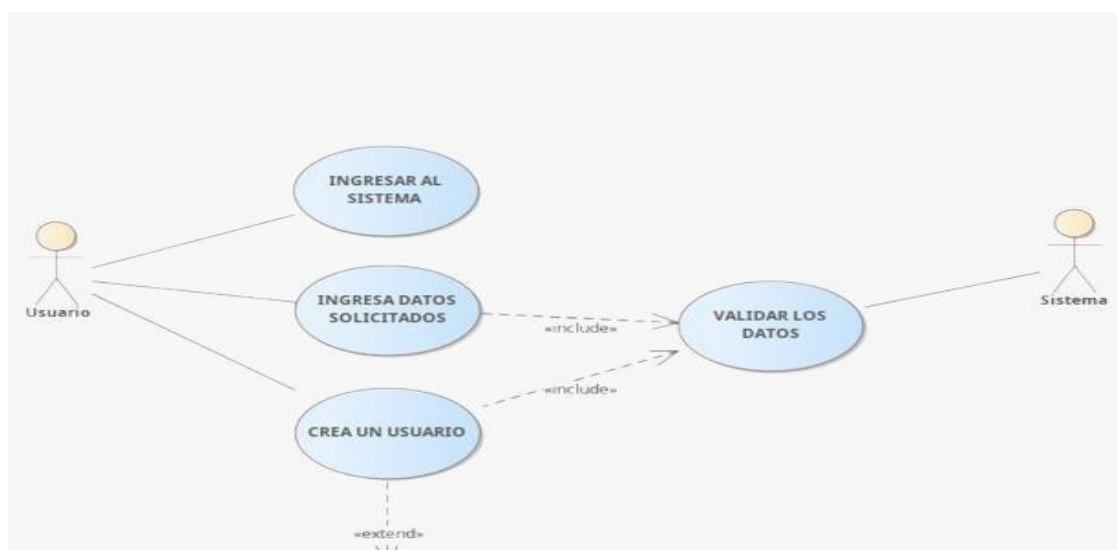 INGRESAR AL
SISTEMA
Usuario
INGRESA DATOS
SOLICITADOS
«include»
VALIDAR LOS
DATOS
Sistema
«include»
CREA UN USUARIO
«extend»